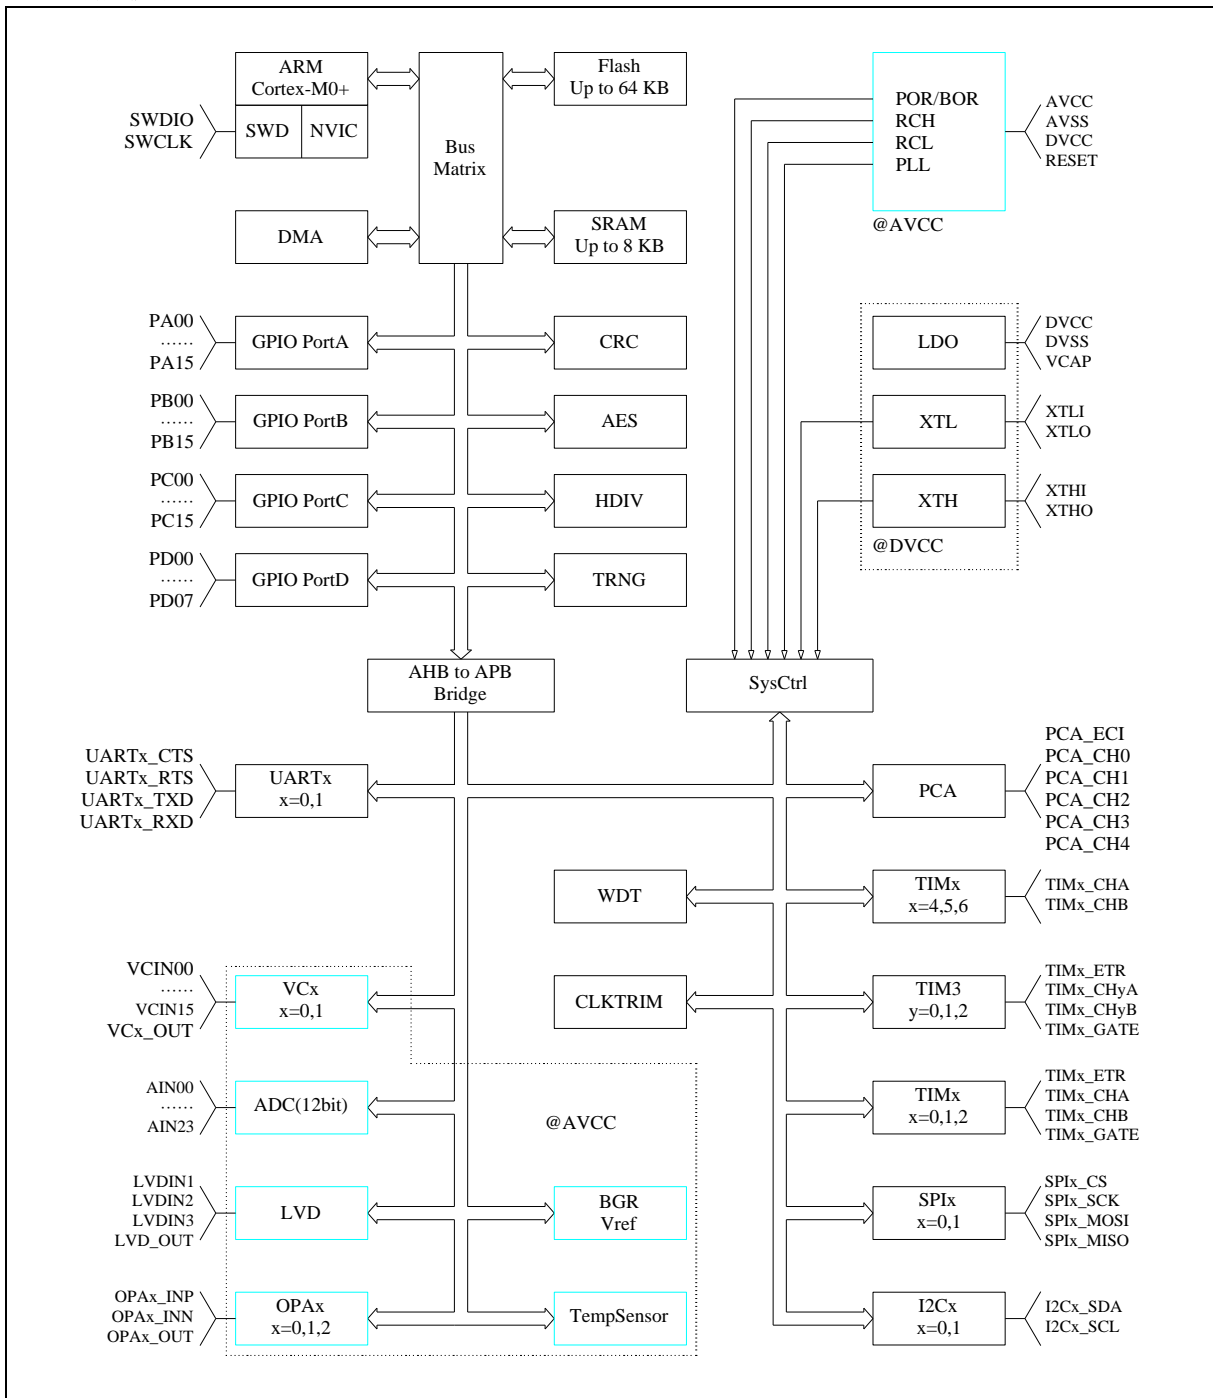 ARM
Cortex-M0+
SWD
NVIC
SWDIO
SWCLK
Bus
Matrix
Flash
Up to 64 KB
DMA
SRAM
Up to 8 KB
POR/BOR
RCH
RCL
PLL
@AVCC
AVCC
AVSS
DVCC
RESET
PA00
......
PA15
GPIO PortA
CRC
PB00
......
PB15
GPIO PortB
AES
PC00
......
PC15
GPIO PortC
HDIV
PD00
......
PD07
GPIO PortD
TRNG
LDO
DVCC
DVSS
VCAP
XTL
XTLI
XTLO
XTH
XTHI
XTHO
@DVCC
AHB to APB
Bridge
SysCtrl
UARTx_CTS
UARTx_RTS
UARTx_TXD
UARTx_RXD
UARTx
x=0,1
PCA
PCA_ECI
PCA_CH0
PCA_CH1
PCA_CH2
PCA_CH3
PCA_CH4
WDT
TIMx
x=4,5,6
TIMx_CHA
TIMx_CHB
VCIN00
......
VCIN15
VCx_OUT
VCx
x=0,1
CLKTRIM
TIM3
y=0,1,2
TIMx_ETR
TIMx_CHyA
TIMx_CHyB
TIMx_GATE
AIN00
......
AIN23
ADC(12bit)
@AVCC
TIMx
x=0,1,2
TIMx_ETR
TIMx_CHA
TIMx_CHB
TIMx_GATE
LVDIN1
LVDIN2
LVDIN3
LVD_OUT
LVD
BGR
Vref
SPIx
x=0,1
SPIx_CS
SPIx_SCK
SPIx_MOSI
SPIx_MISO
OPAx_INP
OPAx_INN
OPAx_OUT
OPAx
x=0,1,2
TempSensor
I2Cx
x=0,1
I2Cx_SDA
I2Cx_SCL